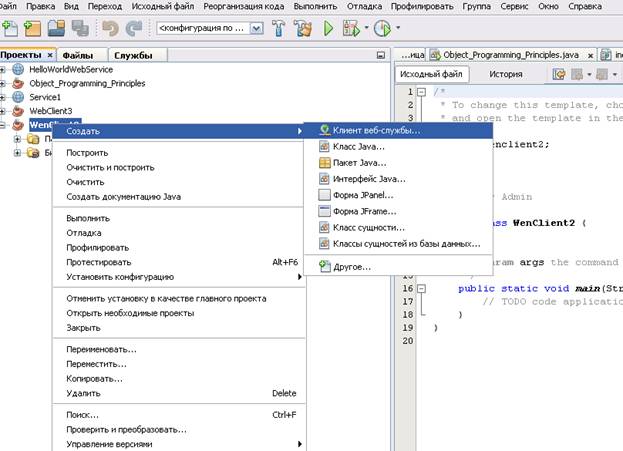 Файл Правка Вид Переход Исходный файл Реорганизация кода Выполнить Отладка Профилировать Группа Сервис Окно Справка
<конфигурация по ...
Проекты Файлы Службы
HelloWorldWebService
Object_Programming_Principles
Service1
WebClient3
...ица Object_Programming_Principles.java
Исходный файл История
Создать
Построить
Очистить и построить
Очистить
Создать документацию Java
Выполнить
Отладка
Профилировать
Протестировать Alt+F6
Установить конфигурацию
Отменить установку в качестве главного проекта
Открыть необходимые проекты
Закрыть
Переименовать...
Переместить...
Копировать...
Удалить Delete
Поиск... Ctrl+F
Проверить и преобразовать...
Управление версиями
Клиент веб-службы...
Класс Java...
Пакет Java...
Интерфейс Java...
Форма JPanel...
Форма JFrame...
Класс сущности...
Классы сущностей из базы данных...
Другое...
1 /*
2 * To change this template, cho
3 * and open the template in the
4
enclient2;
Admin
ass WenClient2 {
aram args the command
16 public static void main(Str
17 // TODO code applicatio
18 }
19 }
20